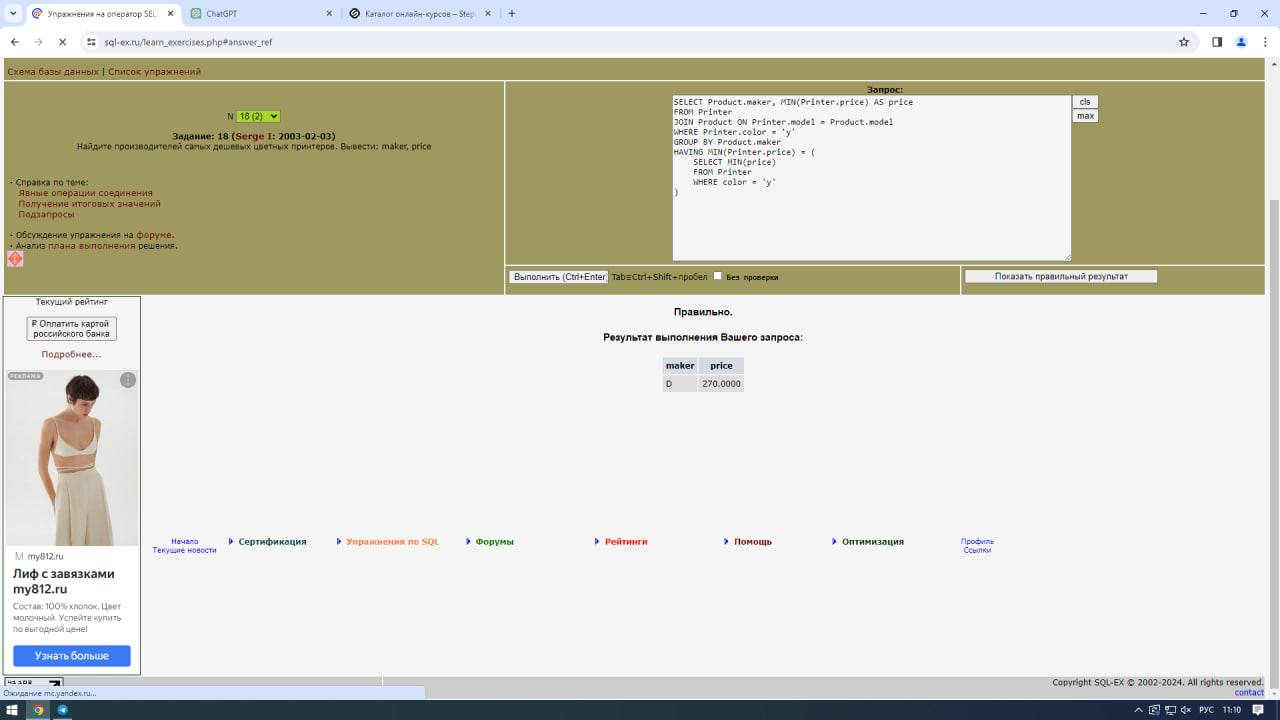 Упражнения на оператор SELE
ChatGPT
Каталог онлайн-курсов – Step
sql-ex.ru/learn_exercises.php#answer_ref
Схема базы данных | Список упражнений
N 18 (2)
Задание: 18 (Serge I: 2003-02-03)
Найдите производителей самых дешевых цветных принтеров. Вывести: maker, price
· Справка по теме:
Явные операции соединения
Получение итоговых значений
Подзапросы
· Обсуждение упражнения на форуме.
· Анализ плана выполнения решения.
Запрос:
SELECT Product.maker, MIN(Printer.price) AS price
FROM Printer
JOIN Product ON Printer.model = Product.model
WHERE Printer.color = 'y'
GROUP BY Product.maker
HAVING MIN(Printer.price) = (
SELECT MIN(price)
FROM Printer
WHERE color = 'y'
)
cls
max
Выполнить (Ctrl+Enter) Tab≡Ctrl+Shift+пробел Без проверки
Показать правильный результат
Текущий рейтинг
₽ Оплатить картой
российского банка
Подробнее...
РЕКЛАМА
M my812.ru
Лиф с завязками
my812.ru
Состав: 100% хлопок. Цвет
молочный. Успейте купить
по выгодной цене!
Узнать больше
Правильно.
Результат выполнения Вашего запроса:
maker price
D 270.0000
Начало
Текущие новости
Сертификация
Упражнения по SQL
Форумы
Рейтинги
Помощь
Оптимизация
Профиль
Ссылки
Copyright SQL-EX © 2002-2024. All rights reserved.
contact
Ожидание mc.yandex.ru...
РУС 11:10